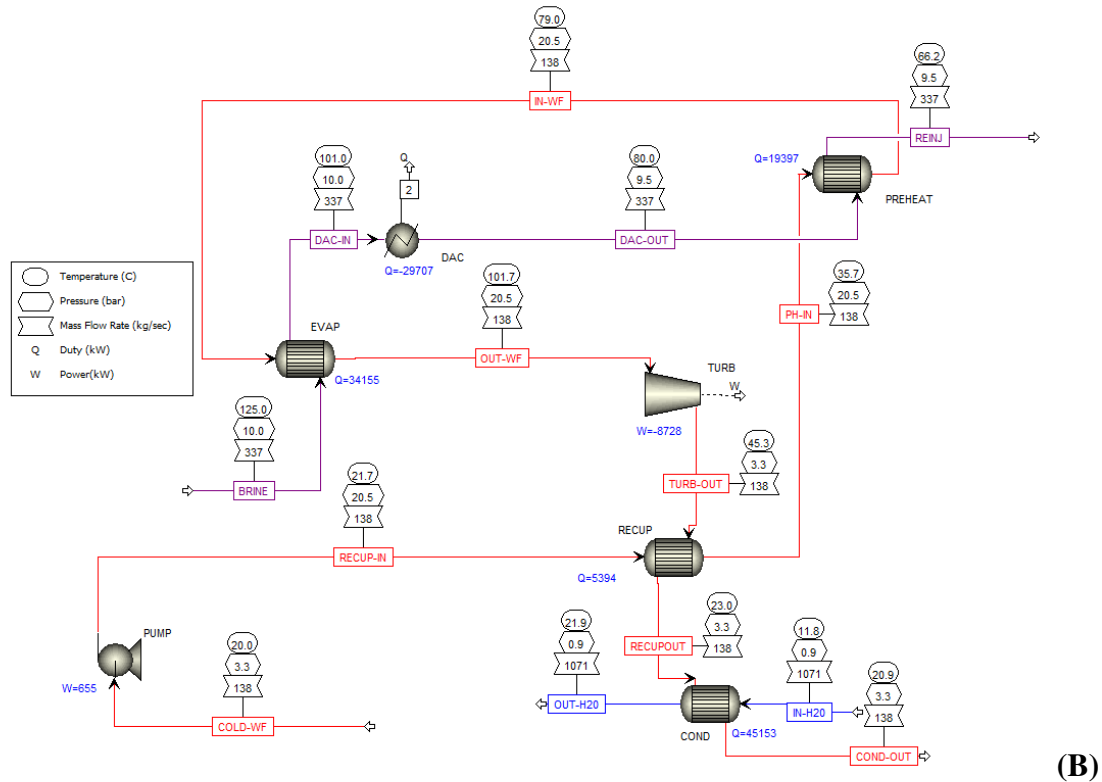 79.0
20.5
138
IN-WF
66.2
9.5
337
REINJ
Q=19397
PREHEAT
101.0
10.0
337
DAC-IN
Q
2
DAC
Q=-29707
80.0
9.5
337
DAC-OUT
Temperature (C)
Pressure (bar)
Mass Flow Rate (kg/sec)
Q Duty (kW)
W Power(kW)
EVAP
Q=34155
101.7
20.5
138
OUT-WF
35.7
20.5
138
PH-IN
TURB
W
W=-8728
125.0
10.0
337
BRINE
45.3
3.3
138
TURB-OUT
21.7
20.5
138
RECUP-IN
RECUP
Q=5394
23.0
3.3
138
RECUPOUT
PUMP
W=655
20.0
3.3
138
COLD-WF
21.9
0.9
1071
OUT-H20
11.8
0.9
1071
IN-H20
COND
Q=45153
20.9
3.3
138
COND-OUT
(B)